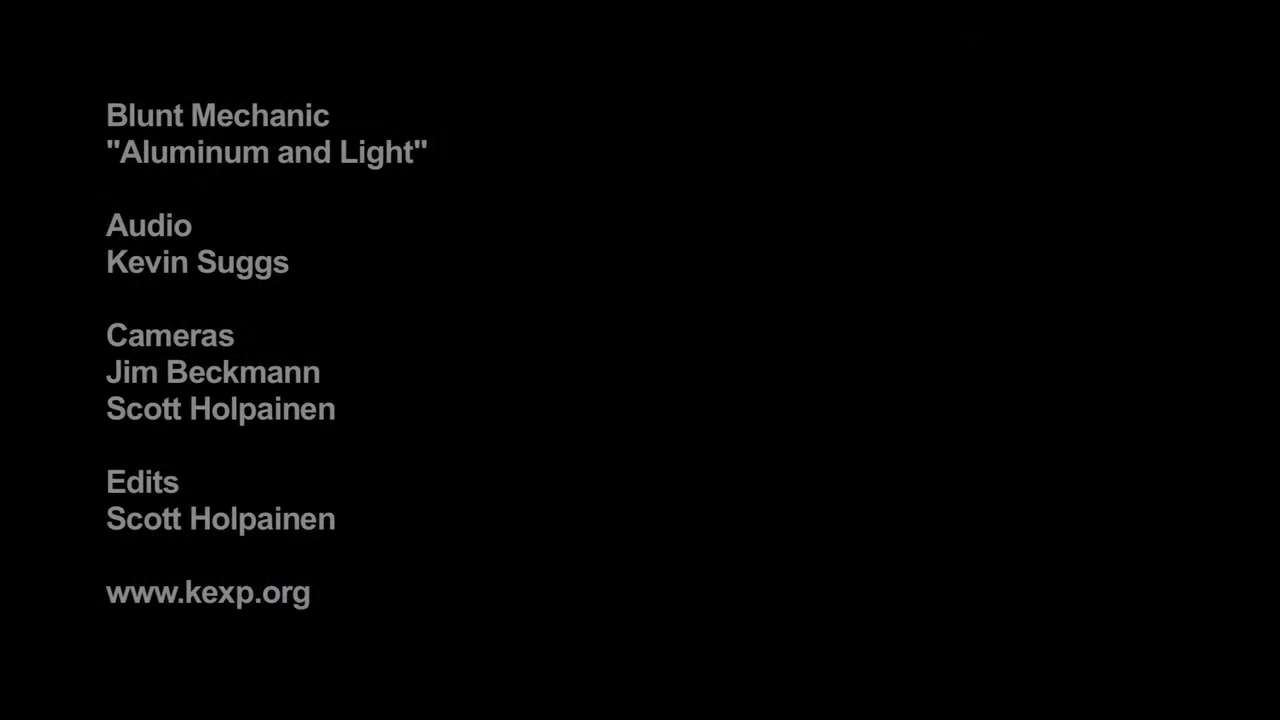 Blunt Mechanic
"Aluminum and Light"
Audio
Kevin Suggs
Cameras
Jim Beckmann
Scott Holpainen
Edits
Scott Holpainen
www.kexp.org